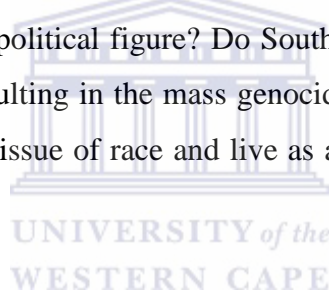 political figure? Do South
ulting in the mass genocid
issue of race and live as a
UNIVERSITY of the
WESTERN CAPE